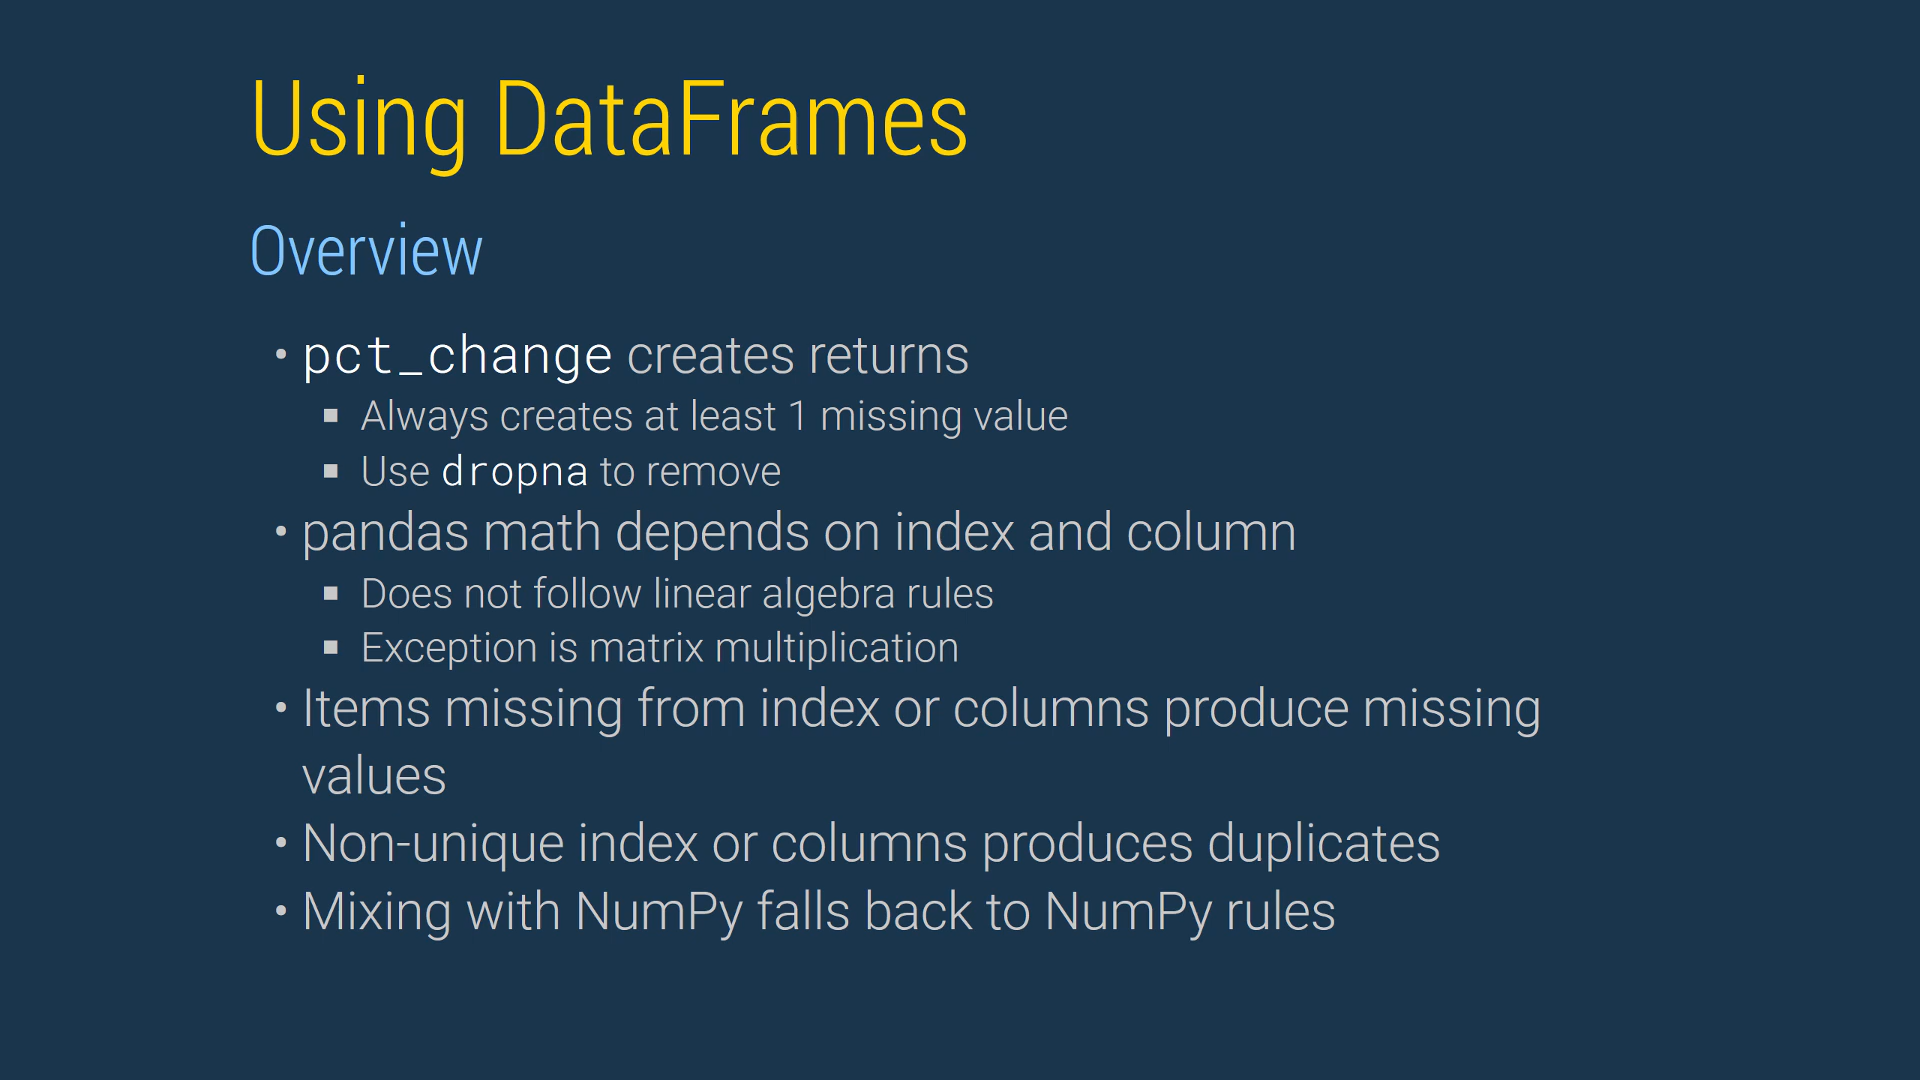 Using DataFrames
Overview
• pct_change creates returns
▪ Always creates at least 1 missing value
▪ Use dropna to remove
• pandas math depends on index and column
▪ Does not follow linear algebra rules
▪ Exception is matrix multiplication
• Items missing from index or columns produce missing
values
• Non-unique index or columns produces duplicates
• Mixing with NumPy falls back to NumPy rules